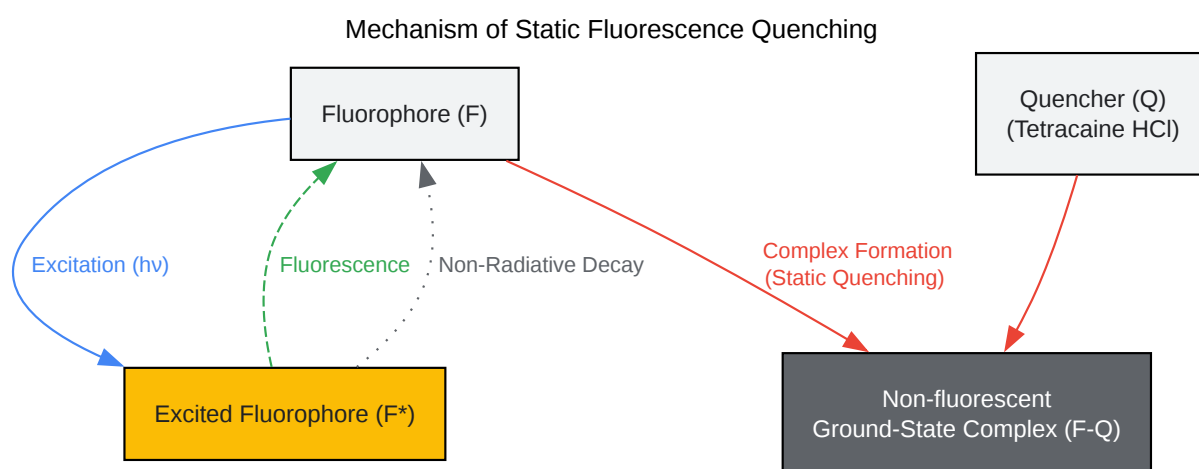 Mechanism of Static Fluorescence Quenching
Fluorophore (F)
Quencher (Q)
(Tetracaine HCl)
Excitation (hν)
Fluorescence
Non-Radiative Decay
Complex Formation
(Static Quenching)
Excited Fluorophore (F*)
Non-fluorescent
Ground-State Complex (F-Q)